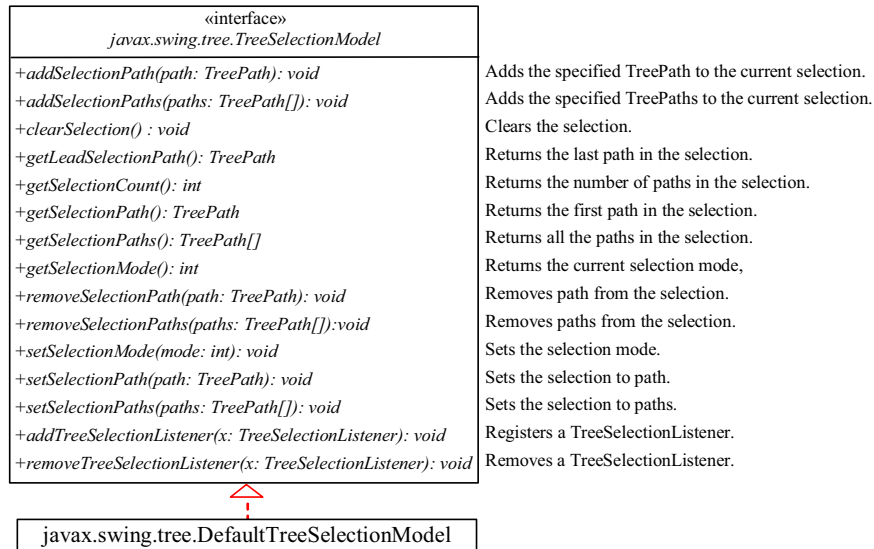 «interface»
javax.swing.tree.TreeSelectionModel
+addSelectionPath(path: TreePath): void Adds the specified TreePath to the current selection.
+addSelectionPaths(paths: TreePath[]): void Adds the specified TreePaths to the current selection.
+clearSelection() : void Clears the selection.
+getLeadSelectionPath(): TreePath Returns the last path in the selection.
+getSelectionCount(): int Returns the number of paths in the selection.
+getSelectionPath(): TreePath Returns the first path in the selection.
+getSelectionPaths(): TreePath[] Returns all the paths in the selection.
+getSelectionMode(): int Returns the current selection mode,
+removeSelectionPath(path: TreePath): void Removes path from the selection.
+removeSelectionPaths(paths: TreePath[]):void Removes paths from the selection.
+setSelectionMode(mode: int): void Sets the selection mode.
+setSelectionPath(path: TreePath): void Sets the selection to path.
+setSelectionPaths(paths: TreePath[]): void Sets the selection to paths.
+addTreeSelectionListener(x: TreeSelectionListener): void Registers a TreeSelectionListener.
+removeTreeSelectionListener(x: TreeSelectionListener): void Removes a TreeSelectionListener.
javax.swing.tree.DefaultTreeSelectionModel